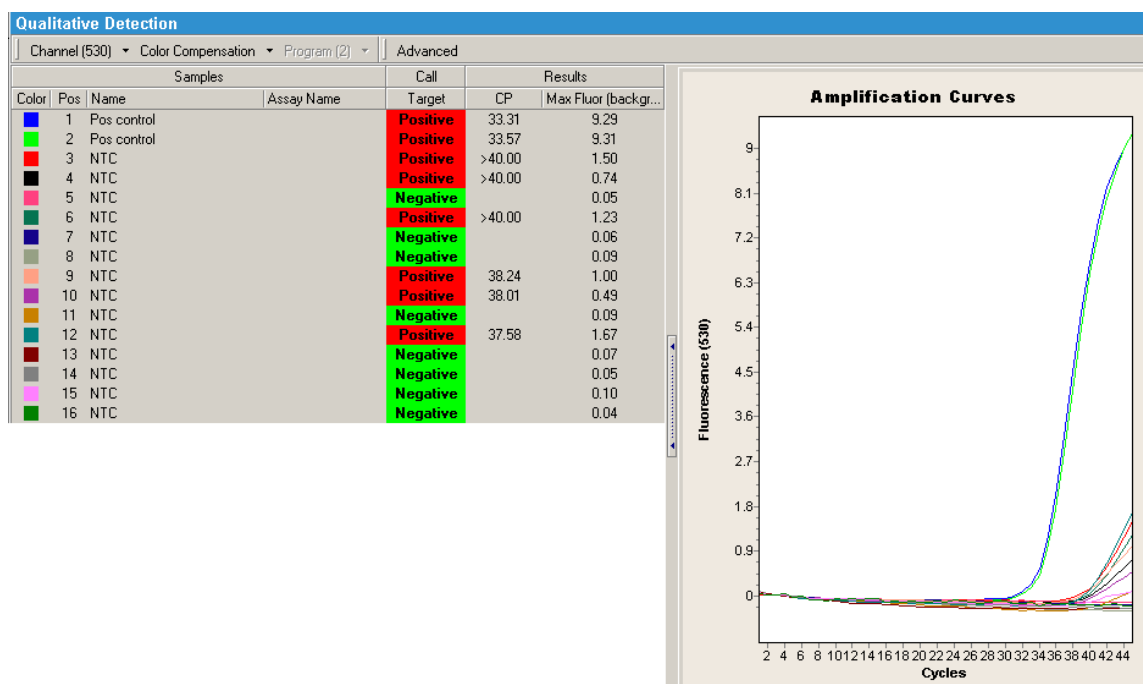 Qualitative Detection
Channel (530) Color Compensation Program (2) Advanced
Samples Call Results
Color Pos Name Assay Name Target CP Max Fluor (backgr...
1 Pos control Positive 33.31 9.29
2 Pos control Positive 33.57 9.31
3 NTC Positive >40.00 1.50
4 NTC Positive >40.00 0.74
5 NTC Negative 0.05
6 NTC Positive >40.00 1.23
7 NTC Negative 0.06
8 NTC Negative 0.09
9 NTC Positive 38.24 1.00
10 NTC Positive 38.01 0.49
11 NTC Negative 0.09
12 NTC Positive 37.58 1.67
13 NTC Negative 0.07
14 NTC Negative 0.05
15 NTC Negative 0.10
16 NTC Negative 0.04
Amplification Curves
9
8.1
7.2
6.3
5.4
4.5
3.6
2.7
1.8
0.9
0
Fluorescence (530)
2 4 6 8 10 12 14 16 18 20 22 24 26 28 30 32 34 36 38 40 42 44
Cycles